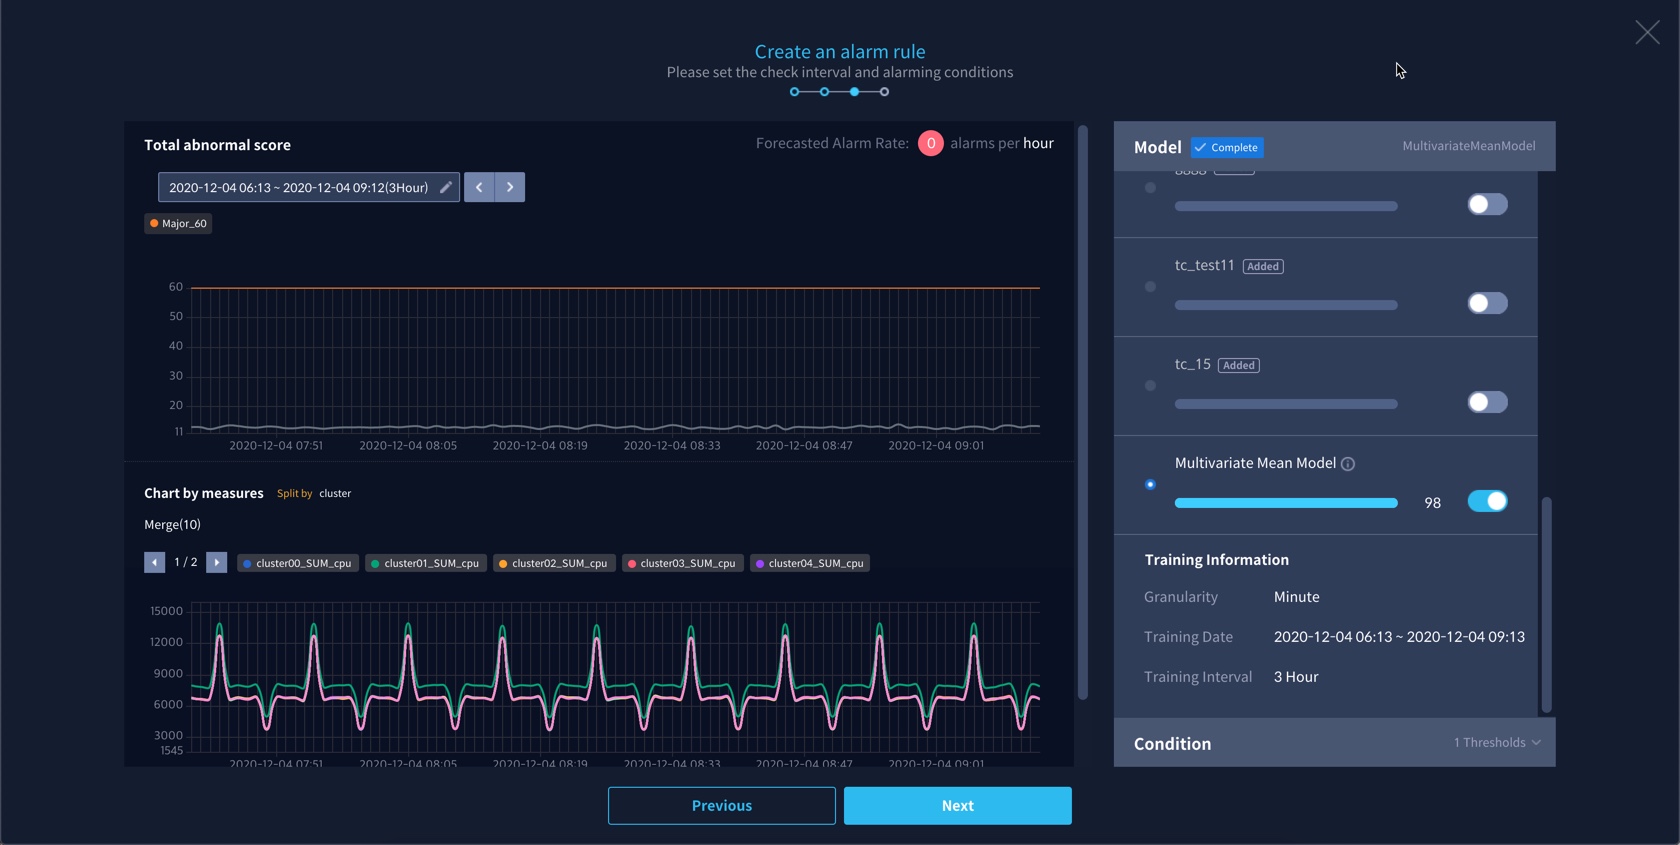 Create an alarm rule
Please set the check interval and alarming conditions
Total abnormal score
Forecasted Alarm Rate: 0 alarms per hour
2020-12-04 06:13 ~ 2020-12-04 09:12(3Hour)
Major_60
60
50
40
30
20
11
2020-12-04 07:51 2020-12-04 08:05 2020-12-04 08:19 2020-12-04 08:33 2020-12-04 08:47 2020-12-04 09:01
Chart by measures Split by cluster
Merge(10)
1 / 2 cluster00_SUM_cpu cluster01_SUM_cpu cluster02_SUM_cpu cluster03_SUM_cpu cluster04_SUM_cpu
15000
12000
9000
6000
3000
1545
2020-12-04 07:51 2020-12-04 08:05 2020-12-04 08:19 2020-12-04 08:33 2020-12-04 08:47 2020-12-04 09:01
Model Complete MultivariateMeanModel
tc_test11 Added
tc_15 Added
Multivariate Mean Model
98
Training Information
Granularity Minute
Training Date 2020-12-04 06:13 ~ 2020-12-04 09:13
Training Interval 3 Hour
Condition 1 Thresholds
Previous Next